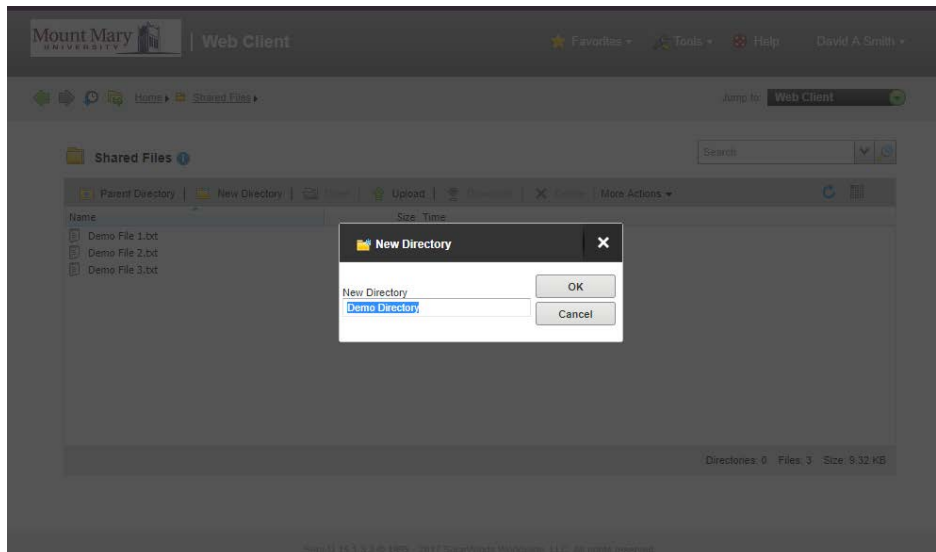 Mount Mary
UNIVERSITY
Web Client
Favorites
Tools
Help
David A Smith
Home
Shared Files
Jump to:
Web Client
Shared Files
Search
Parent Directory
New Directory
Upload
Download
Delete
More Actions
Name
Size
Time
Demo File 1.txt
Demo File 2.txt
Demo File 3.txt
New Directory
New Directory
Demo Directory
OK
Cancel
Directories: 0 Files: 3 Size: 9.32 KB